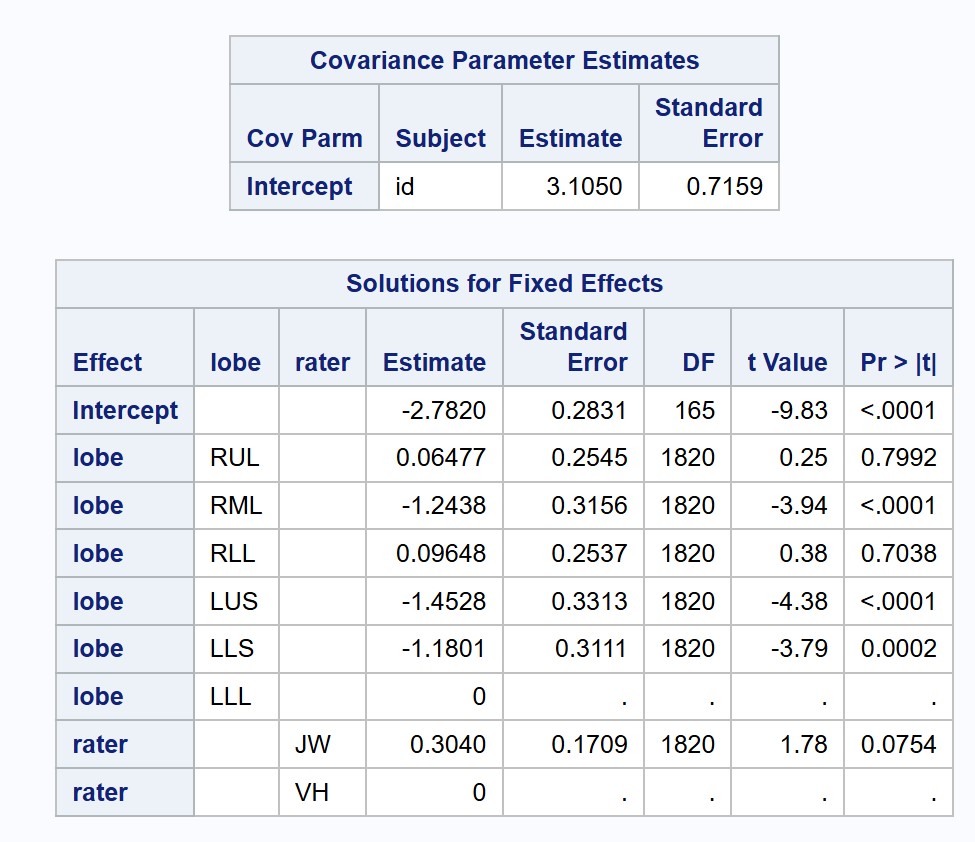 Covariance Parameter Estimates
Cov Parm Subject Estimate Standard Error
Intercept id 3.1050 0.7159
Solutions for Fixed Effects
Effect lobe rater Estimate Standard Error DF t Value Pr > |t|
Intercept -2.7820 0.2831 165 -9.83 <.0001
lobe RUL 0.06477 0.2545 1820 0.25 0.7992
lobe RML -1.2438 0.3156 1820 -3.94 <.0001
lobe RLL 0.09648 0.2537 1820 0.38 0.7038
lobe LUS -1.4528 0.3313 1820 -4.38 <.0001
lobe LLS -1.1801 0.3111 1820 -3.79 0.0002
lobe LLL 0 . . . .
rater JW 0.3040 0.1709 1820 1.78 0.0754
rater VH 0 . . . .